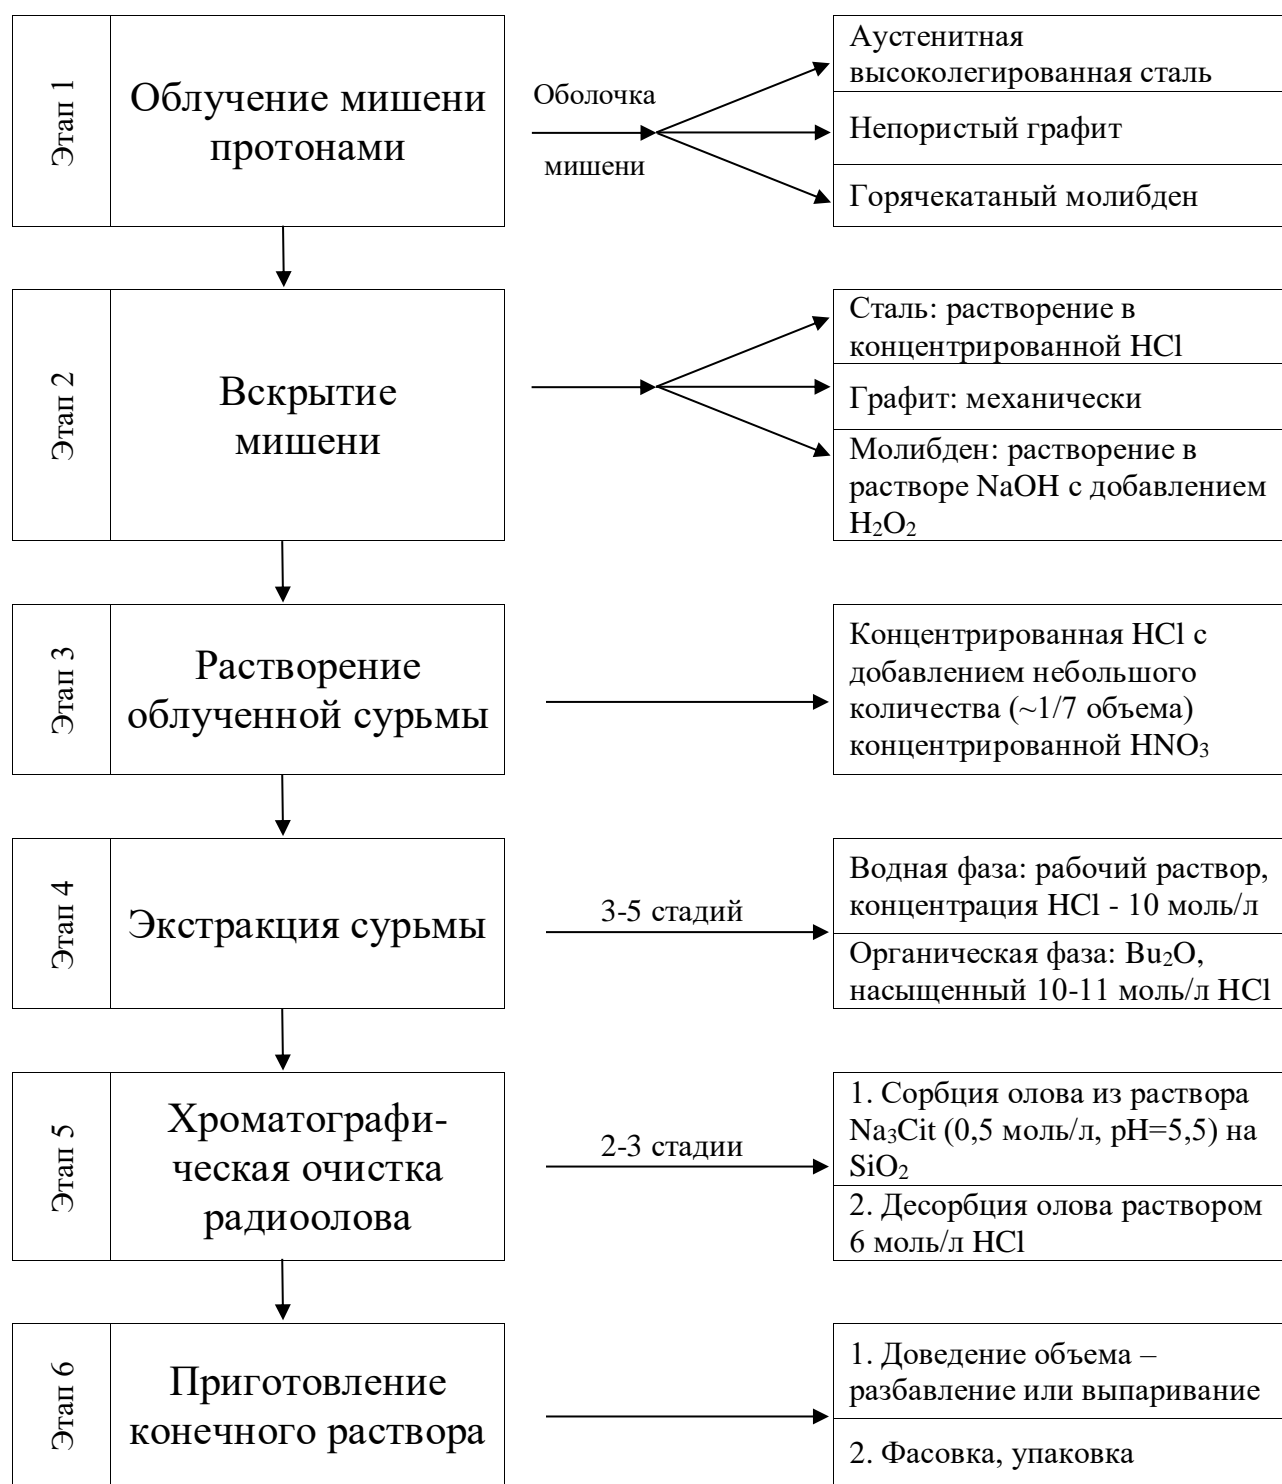 Этап 1
Облучение мишени
протонами
Оболочка
мишени
Аустенитная
высоколегированная сталь
Непористый графит
Горячекатаный молибден
Этап 2
Вскрытие
мишени
Сталь: растворение в
концентрированной HCl
Графит: механически
Молибден: растворение в
растворе NaOH с добавлением
H₂O₂
Этап 3
Растворение
облученной сурьмы
Концентрированная HCl с
добавлением небольшого
количества (~1/7 объема)
концентрированной HNO₃
Этап 4
Экстракция сурьмы
3-5 стадий
Водная фаза: рабочий раствор,
концентрация HCl - 10 моль/л
Органическая фаза: Bu₂O,
насыщенный 10-11 моль/л HCl
Этап 5
Хроматографи-
ческая очистка
радиоолова
2-3 стадии
1. Сорбция олова из раствора
Na₃Cit (0,5 моль/л, pH=5,5) на
SiO₂
2. Десорбция олова раствором
6 моль/л HCl
Этап 6
Приготовление
конечного раствора
1. Доведение объема –
разбавление или выпаривание
2. Фасовка, упаковка